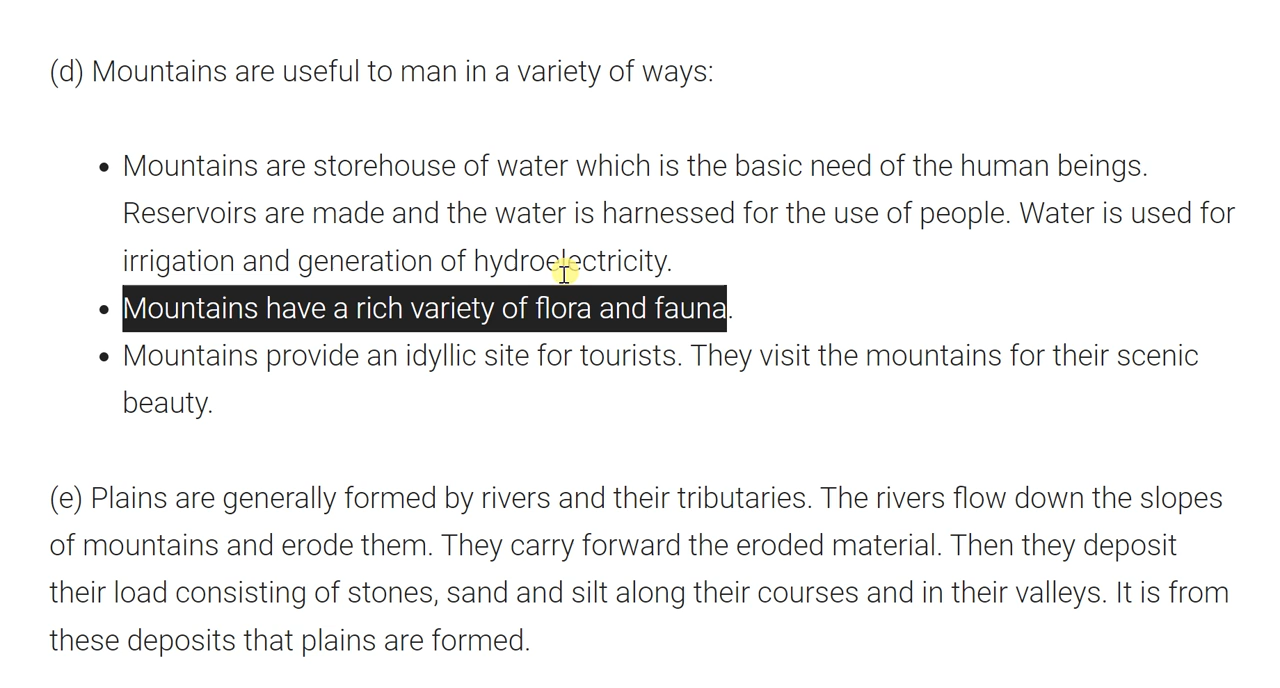 (d) Mountains are useful to man in a variety of ways:
• Mountains are storehouse of water which is the basic need of the human beings.
Reservoirs are made and the water is harnessed for the use of people. Water is used for
irrigation and generation of hydroelectricity.
• Mountains have a rich variety of flora and fauna.
• Mountains provide an idyllic site for tourists. They visit the mountains for their scenic
beauty.
(e) Plains are generally formed by rivers and their tributaries. The rivers flow down the slopes
of mountains and erode them. They carry forward the eroded material. Then they deposit
their load consisting of stones, sand and silt along their courses and in their valleys. It is from
these deposits that plains are formed.